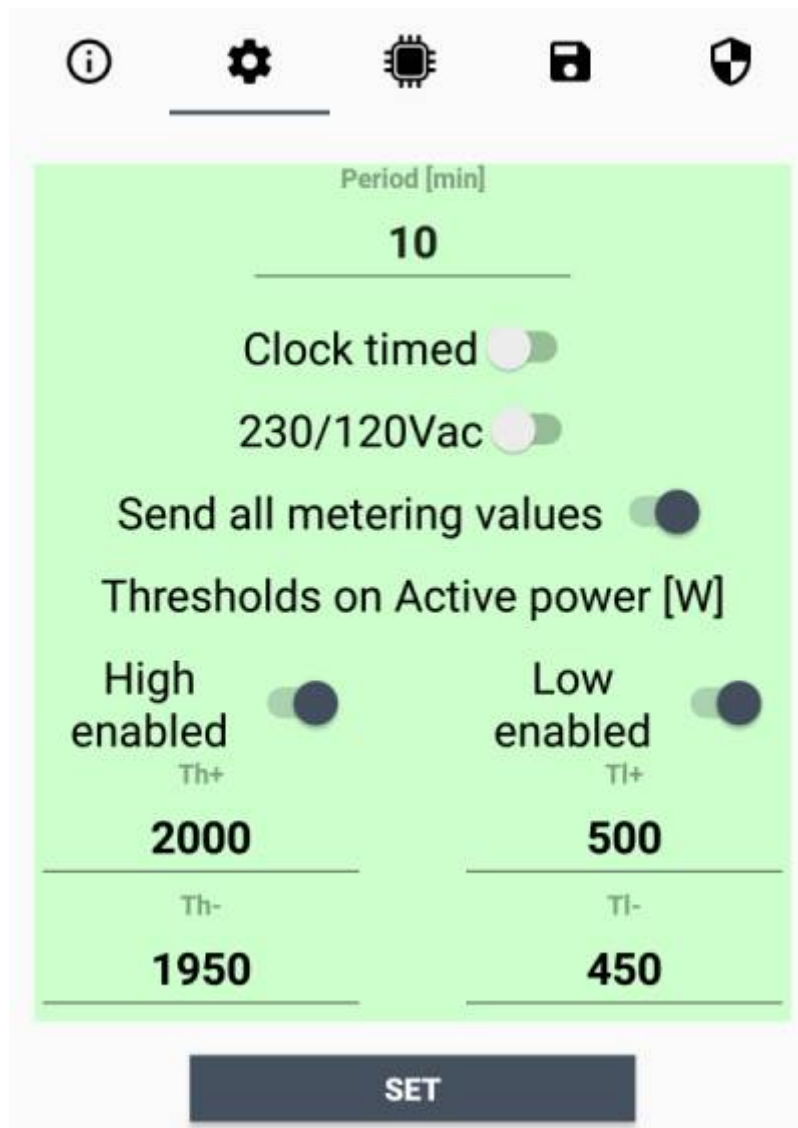 Period [min]
10
Clock timed
230/120Vac
Send all metering values
Thresholds on Active power [W]
High
enabled
Low
enabled
Th+
Tl+
2000
500
Th-
Tl-
1950
450
SET